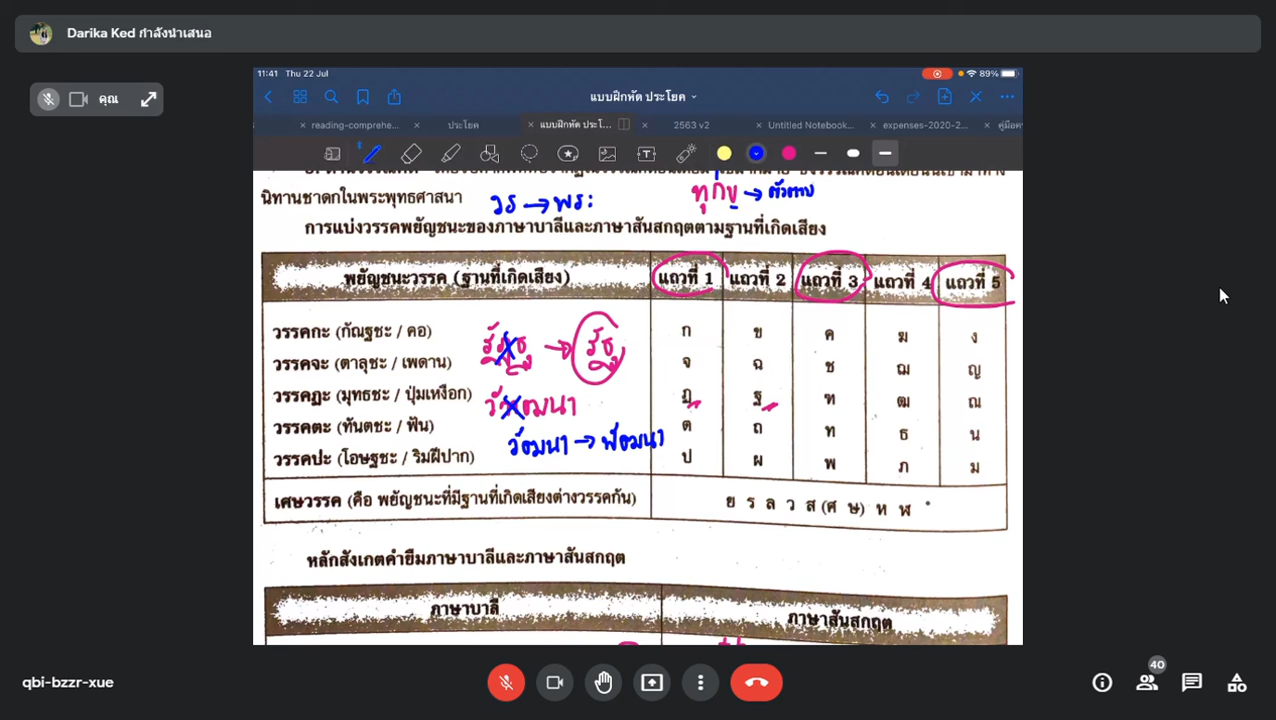 Darika Ked กำลังนำเสนอ
คุณ
11:41 Thu 22 Jul
89%
แบบฝึกหัด ประโยค
reading-comprehe...
ประโยค
แบบฝึกหัด ประโ...
2563 v2
Untitled Notebook...
expenses-2020-2...
นิทานชาดกในพระพุทธศาสนา
วร → พระ
ทุกข → ตัวตาม
การแบ่งวรรคพยัญชนะของภาษาบาลีและภาษาสันสกฤตตามฐานที่เกิดเสียง
พยัญชนะวรรค (ฐานที่เกิดเสียง) แถวที่ 1 แถวที่ 2 แถวที่ 3 แถวที่ 4 แถวที่ 5
วรรคกะ (กัณฐชะ / คอ) ก ข ค ฆ ง
วรรคจะ (ตาลุชะ / เพดาน) จ ฉ ช ฌ ญ
วรรคฏะ (มุทธชะ / ปุ่มเหงือก) ฏ ฐ ฑ ฒ ณ
วรรคตะ (ทันตชะ / ฟัน) ต ถ ท ธ น
วรรคปะ (โอษฐชะ / ริมฝีปาก) ป ผ พ ภ ม
รัฏฐ → รัฐ
วัฒนา → พัฒนา
เศษวรรค (คือ พยัญชนะที่มีฐานที่เกิดเสียงต่างวรรคกัน) ย ร ล ว ส (ศ ษ) ห ฬ
หลักสังเกตคำยืมภาษาบาลีและภาษาสันสกฤต
ภาษาบาลี ภาษาสันสกฤต
qbi-bzzr-xue
40